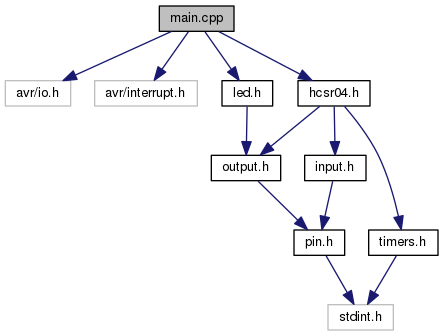 main.cpp
avr/io.h
avr/interrupt.h
led.h
hcsr04.h
output.h
input.h
pin.h
timers.h
stdint.h